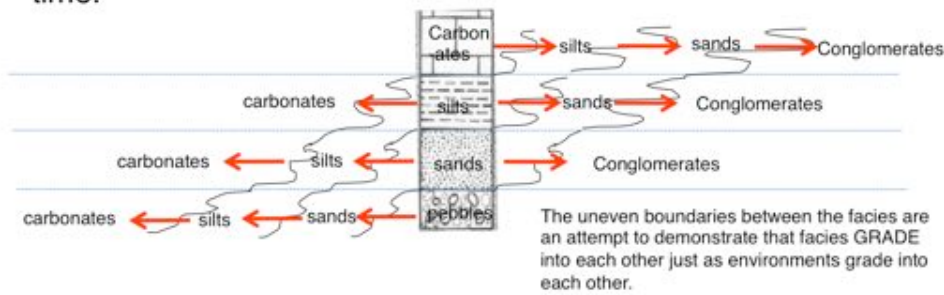 time.
Carbon
ates silts sands Conglomerates
carbonates silts sands Conglomerates
carbonates silts sands Conglomerates
carbonates silts sands pebbles
The uneven boundaries between the facies are
an attempt to demonstrate that facies GRADE
into each other just as environments grade into
each other.